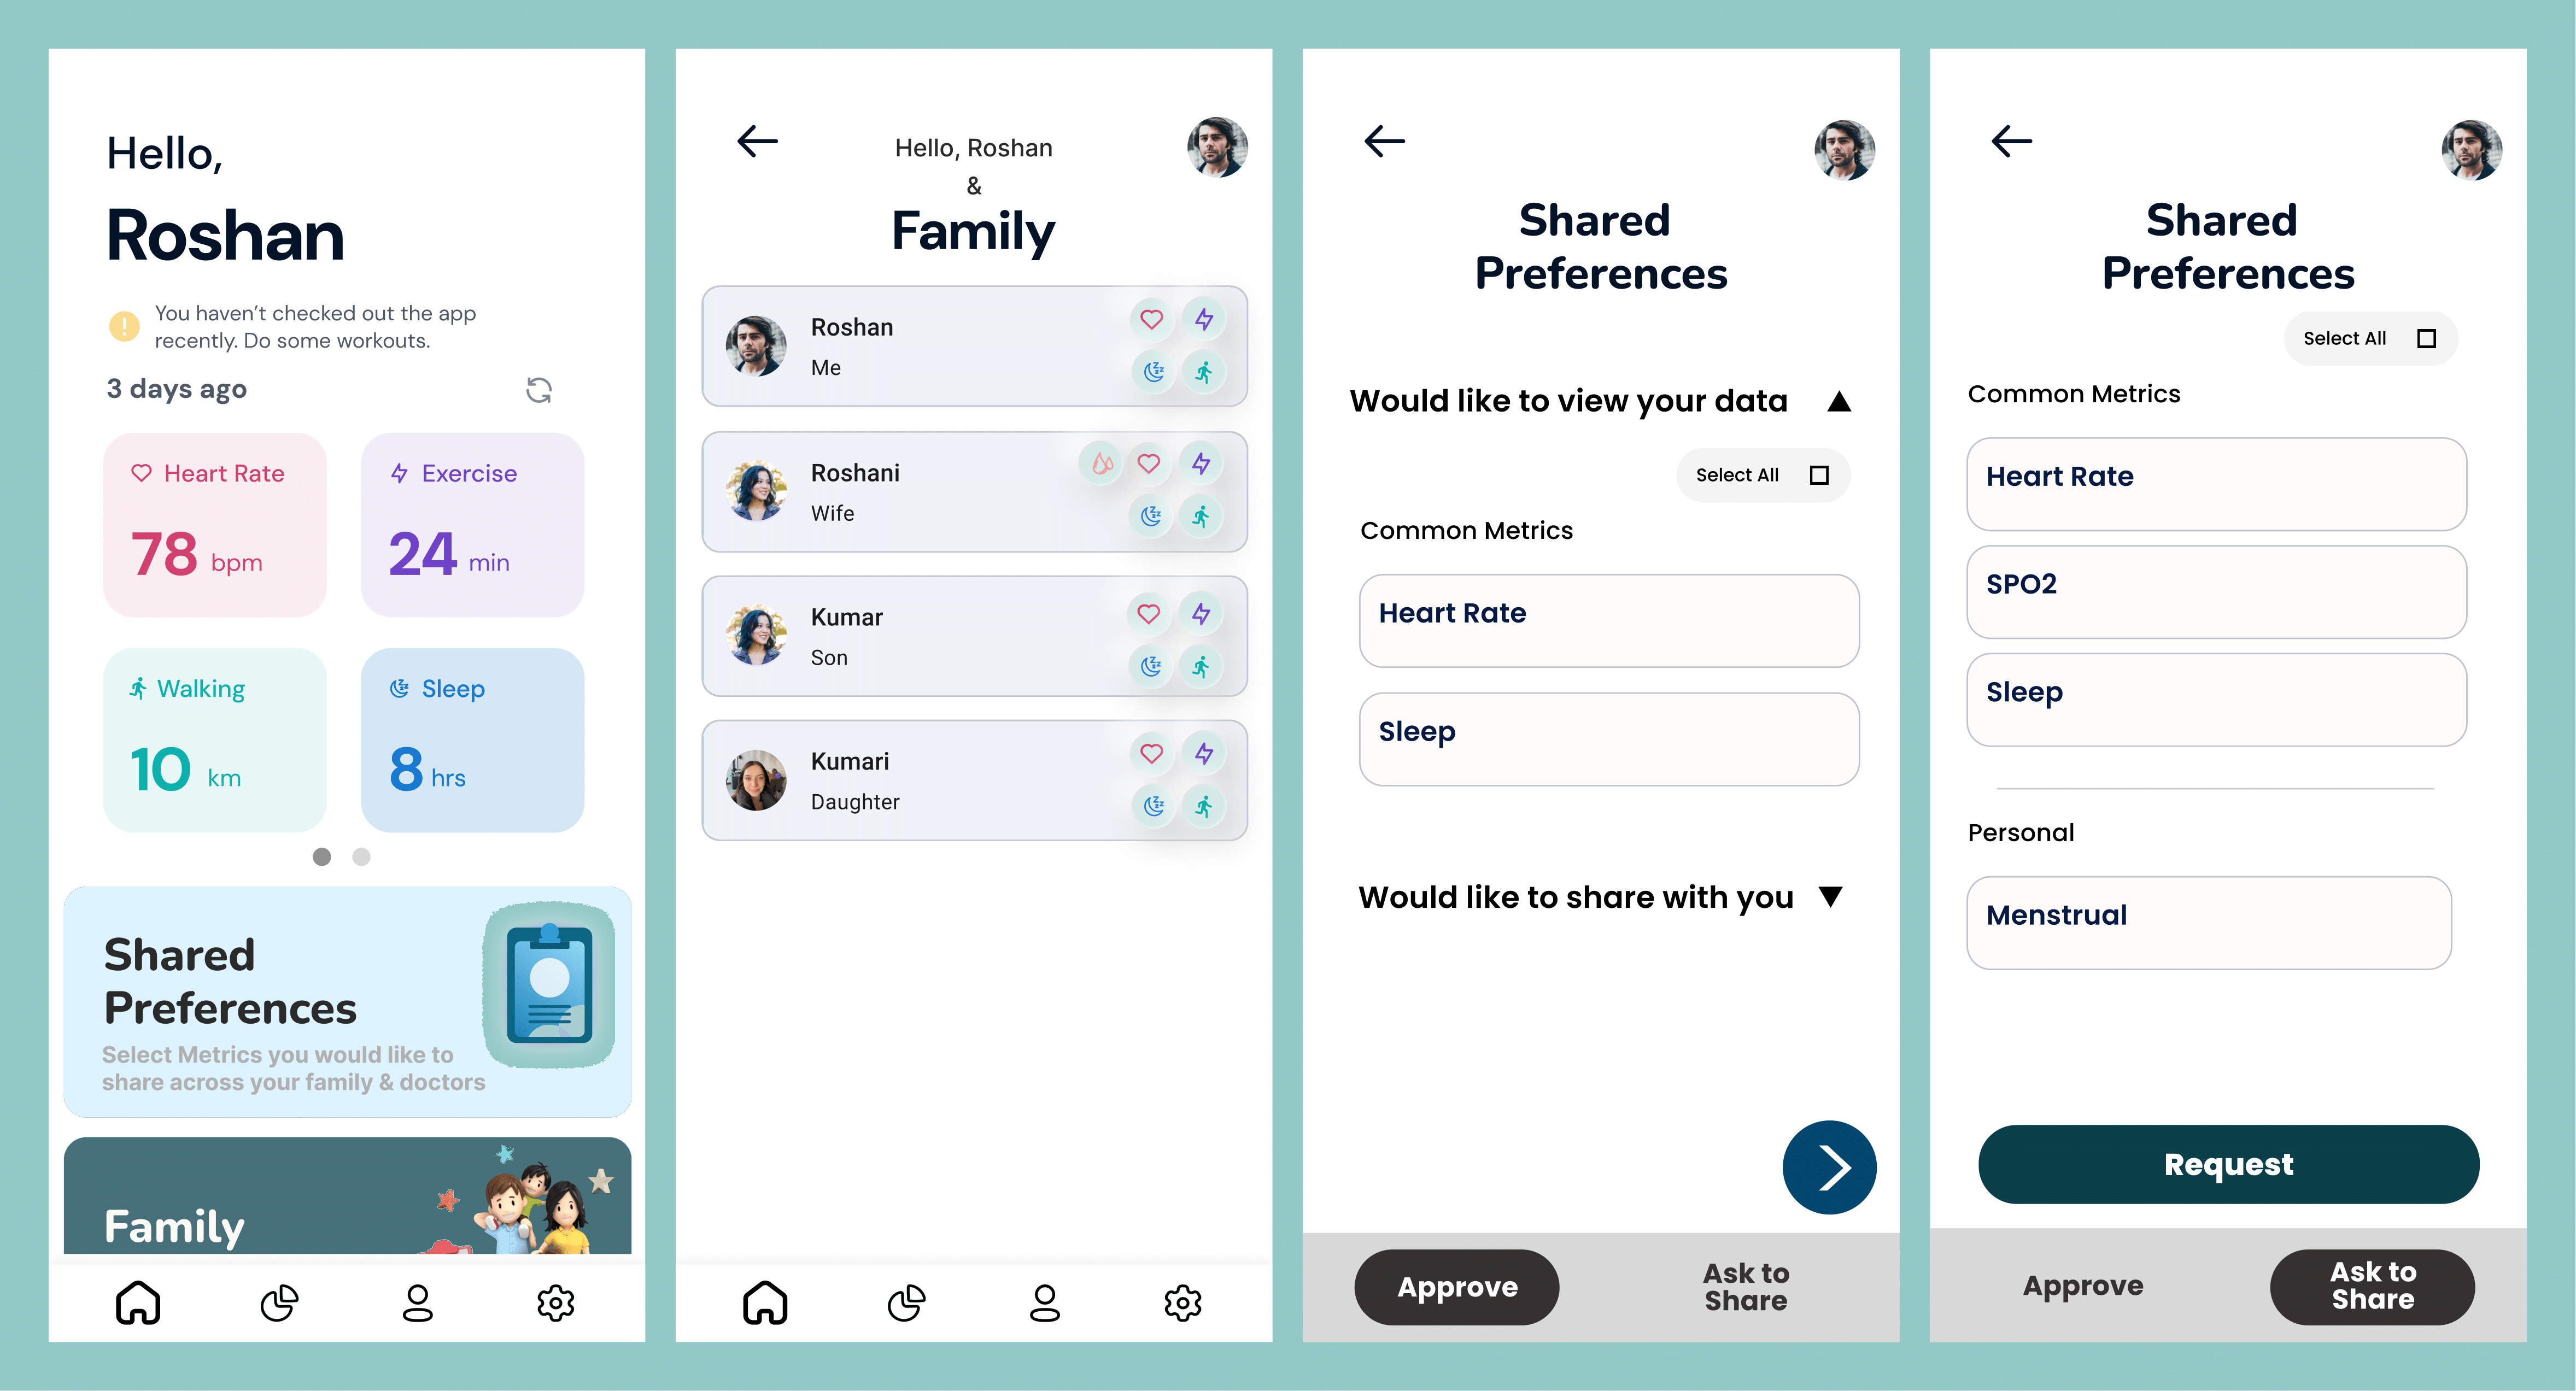 Hello,
Roshan
You haven’t checked out the app
recently. Do some workouts.
3 days ago
Heart Rate
78 bpm
Exercise
24 min
Walking
10 km
Sleep
8 hrs
Shared
Preferences
Select Metrics you would like to
share across your family & doctors
Family
Hello, Roshan
&
Family
Roshan
Me
Roshani
Wife
Kumar
Son
Kumari
Daughter
Shared
Preferences
Would like to view your data
Select All
Common Metrics
Heart Rate
Sleep
Would like to share with you
Approve
Ask to
Share
Shared
Preferences
Select All
Common Metrics
Heart Rate
SPO2
Sleep
Personal
Menstrual
Request
Approve
Ask to
Share